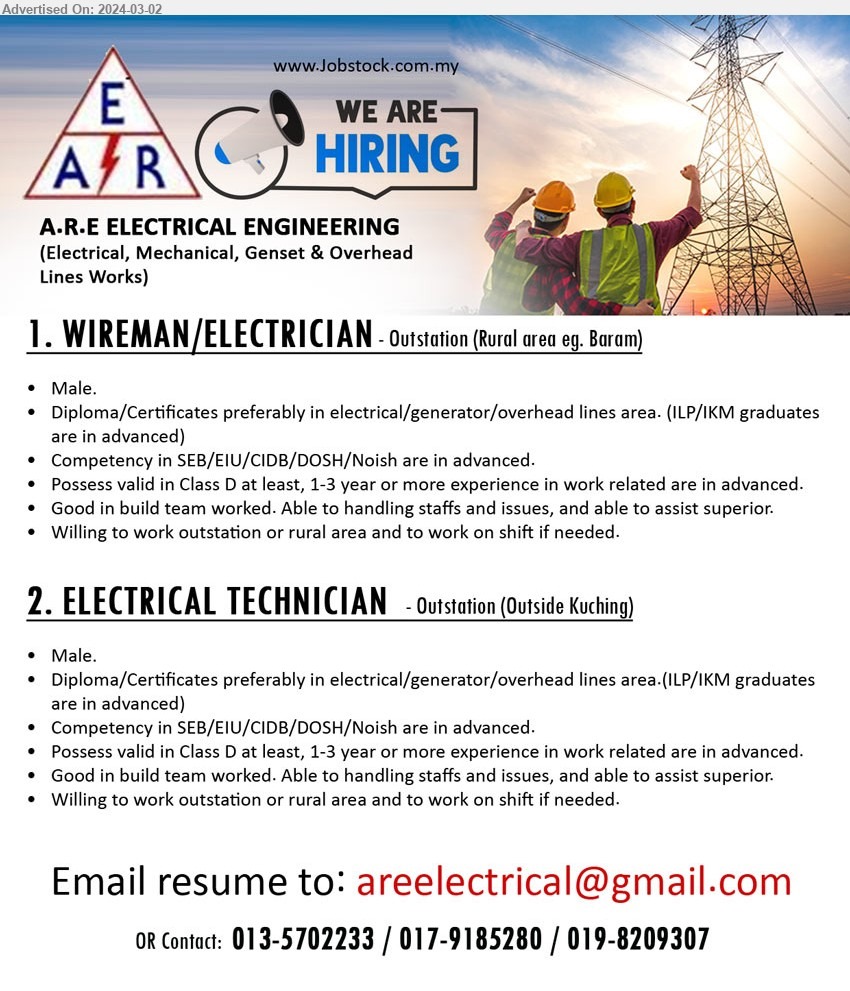 Advertised On: 2024-03-02
www.Jobstock.com.my
E
A R
WE ARE
HIRING
A.R.E ELECTRICAL ENGINEERING
(Electrical, Mechanical, Genset & Overhead
Lines Works)
1. WIREMAN/ELECTRICIAN - Outstation (Rural area eg. Baram)
• Male.
• Diploma/Certificates preferably in electrical/generator/overhead lines area. (ILP/IKM graduates
are in advanced)
• Competency in SEB/EIU/CIDB/DOSH/Noish are in advanced.
• Possess valid in Class D at least, 1-3 year or more experience in work related are in advanced.
• Good in build team worked. Able to handling staffs and issues, and able to assist superior.
• Willing to work outstation or rural area and to work on shift if needed.
2. ELECTRICAL TECHNICIAN - Outstation (Outside Kuching)
• Male.
• Diploma/Certificates preferably in electrical/generator/overhead lines area.(ILP/IKM graduates
are in advanced)
• Competency in SEB/EIU/CIDB/DOSH/Noish are in advanced.
• Possess valid in Class D at least, 1-3 year or more experience in work related are in advanced.
• Good in build team worked. Able to handling staffs and issues, and able to assist superior.
• Willing to work outstation or rural area and to work on shift if needed.
Email resume to: areelectrical@gmail.com
OR Contact: 013-5702233 / 017-9185280 / 019-8209307